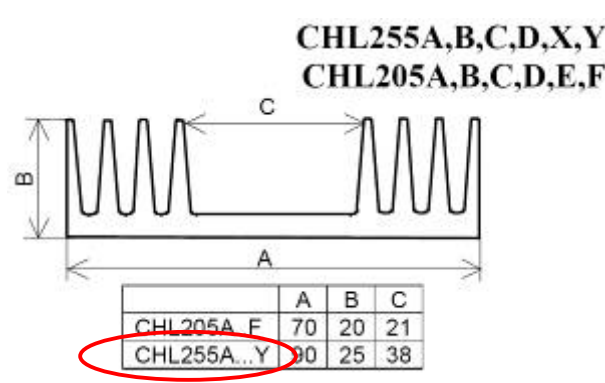 CHL255A,B,C,D,X,Y
CHL205A,B,C,D,E,F
C
B
A
A B C
CHL205A..F 70 20 21
CHL255A...Y 90 25 38